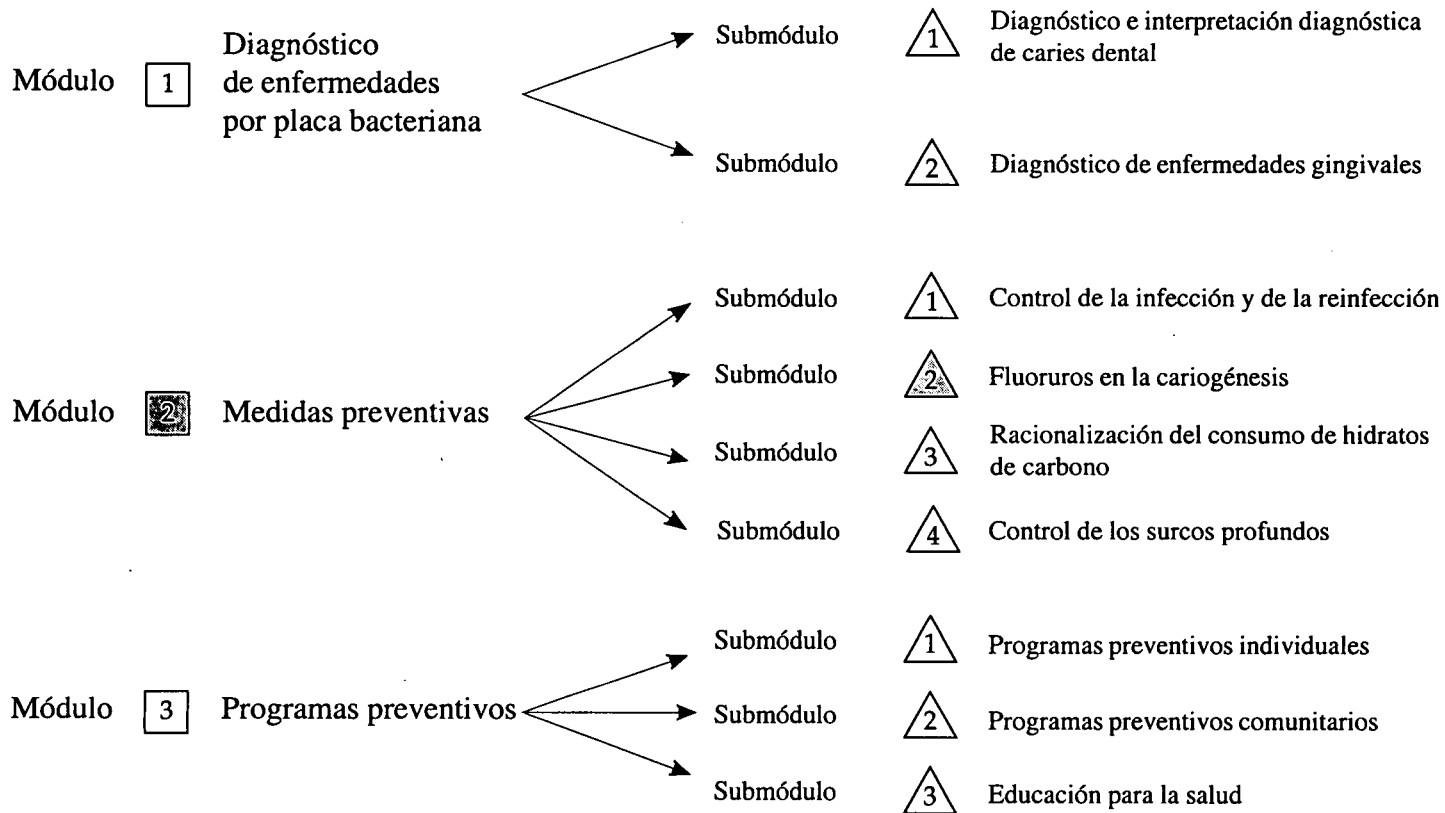 Módulo 1 Diagnóstico
de enfermedades
por placa bacteriana
Submódulo 1 Diagnóstico e interpretación diagnóstica
de caries dental
Submódulo 2 Diagnóstico de enfermedades gingivales
Módulo 2 Medidas preventivas
Submódulo 1 Control de la infección y de la reinfección
Submódulo 2 Fluoruros en la cariogénesis
Submódulo 3 Racionalización del consumo de hidratos
de carbono
Submódulo 4 Control de los surcos profundos
Módulo 3 Programas preventivos
Submódulo 1 Programas preventivos individuales
Submódulo 2 Programas preventivos comunitarios
Submódulo 3 Educación para la salud